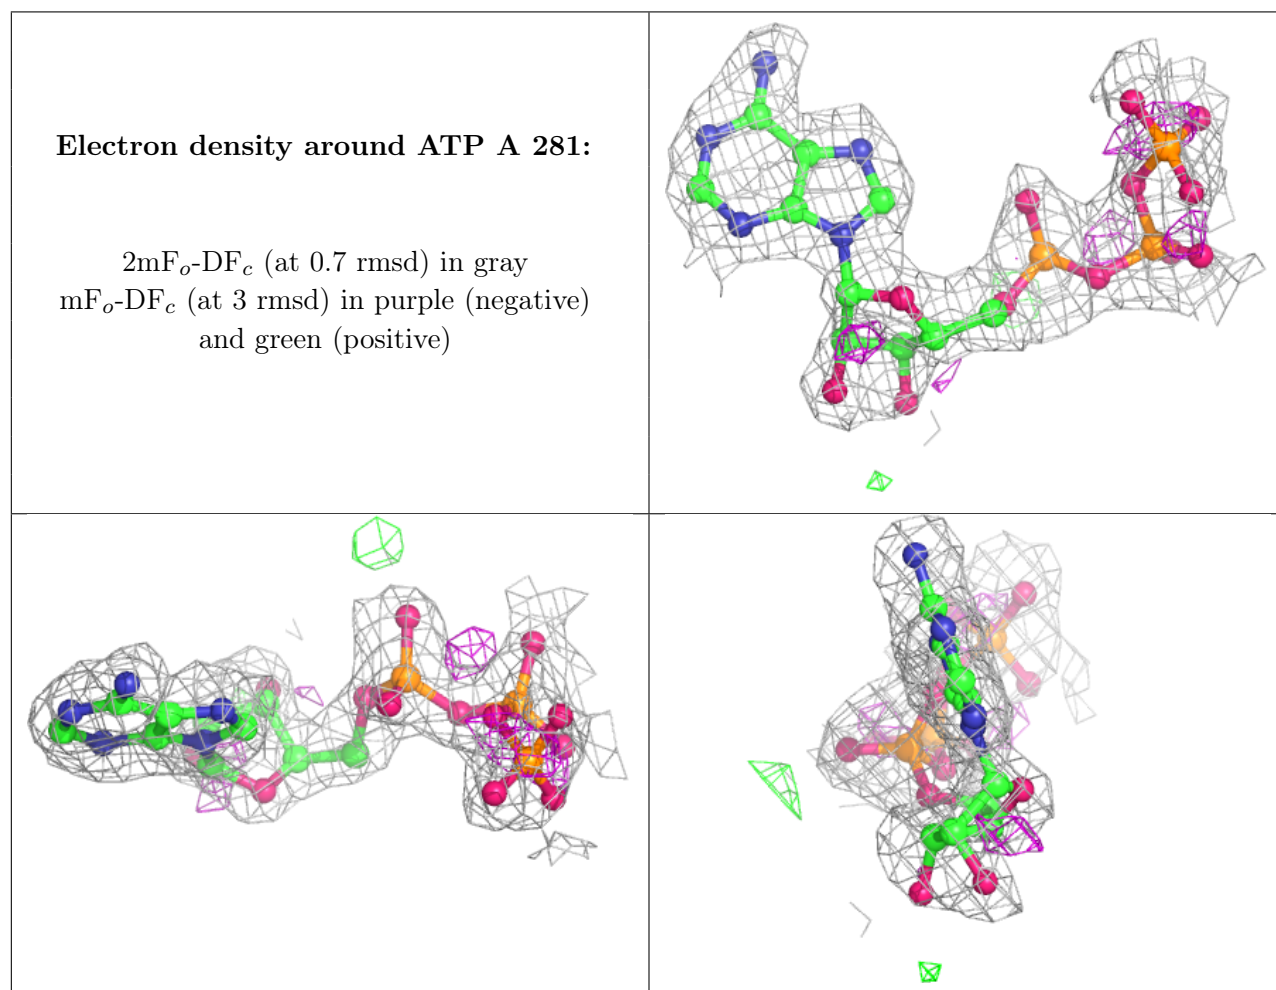 Electron density around ATP A 281:
2mFo-DFc (at 0.7 rmsd) in gray
mFo-DFc (at 3 rmsd) in purple (negative)
and green (positive)